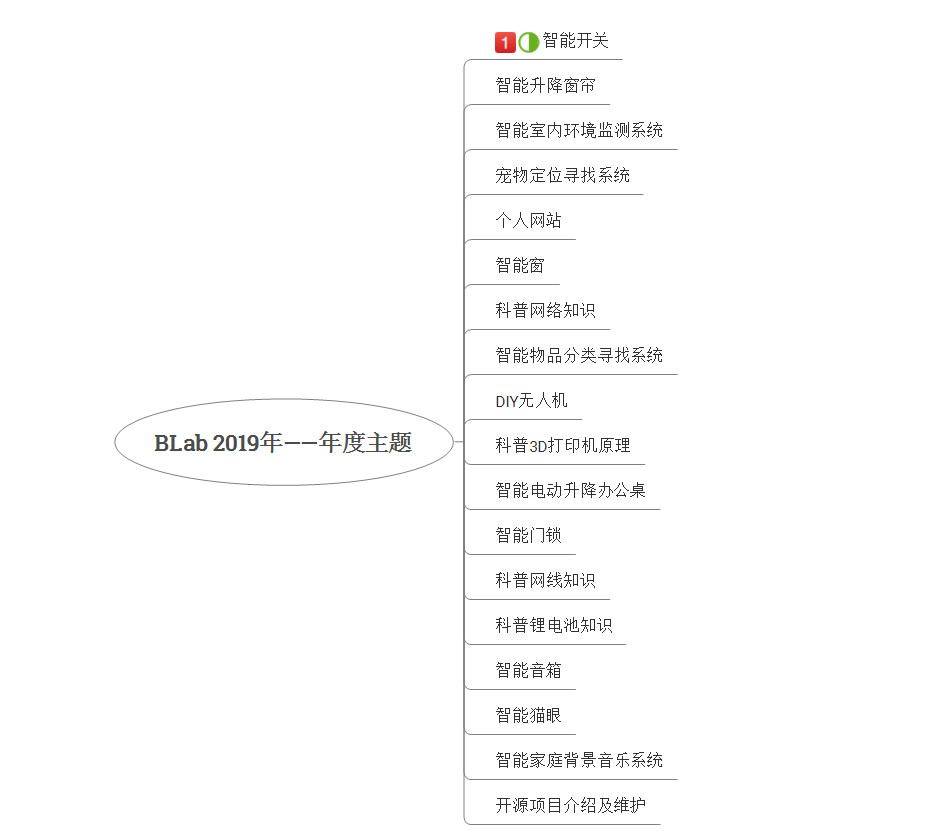 1 智能开关
智能升降窗帘
智能室内环境监测系统
宠物定位寻找系统
个人网站
智能窗
科普网络知识
智能物品分类寻找系统
DIY无人机
BLab 2019年——年度主题
科普3D打印机原理
智能电动升降办公桌
智能门锁
科普网线知识
科普锂电池知识
智能音箱
智能猫眼
智能家庭背景音乐系统
开源项目介绍及维护